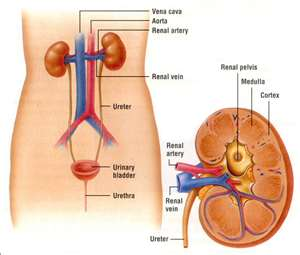 Vena cava
Aorta
Renal artery
Renal vein
Ureter
Urinary
bladder
Urethra
Renal pelvis
Medulla
Cortex
Renal
artery
Renal
vein
Ureter